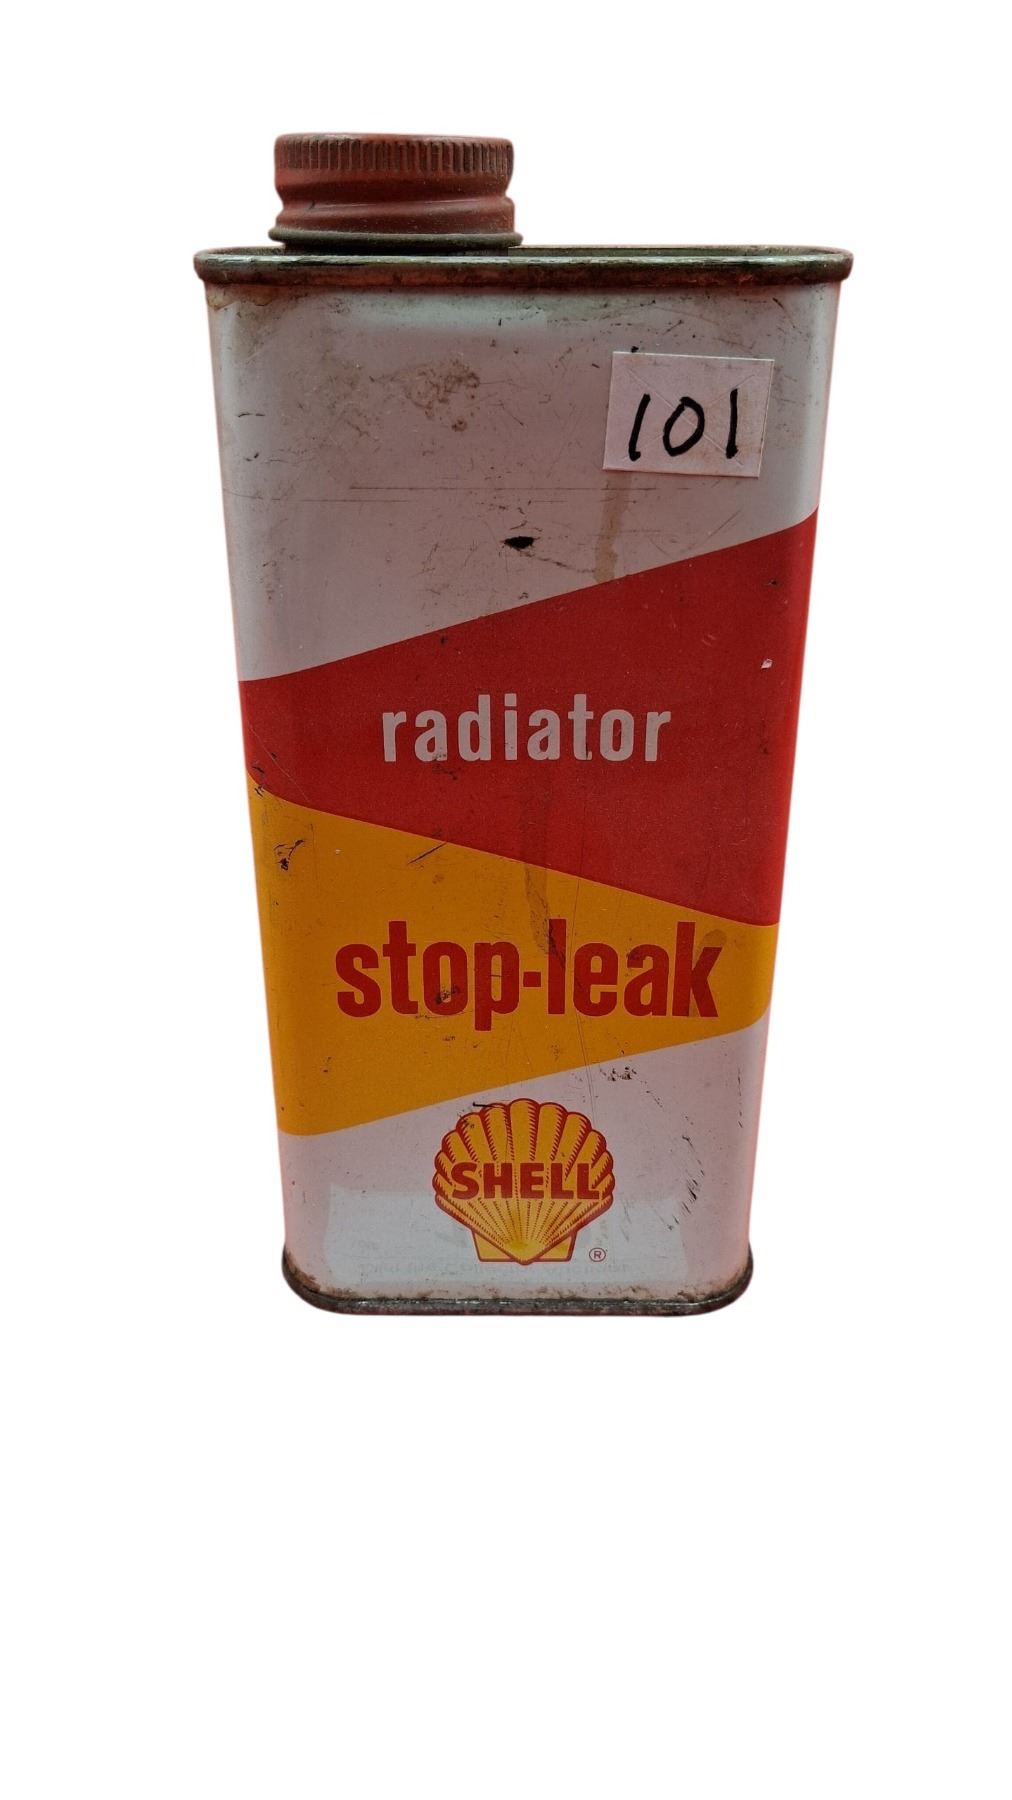 101
radiator
stop-leak
SHELL
®